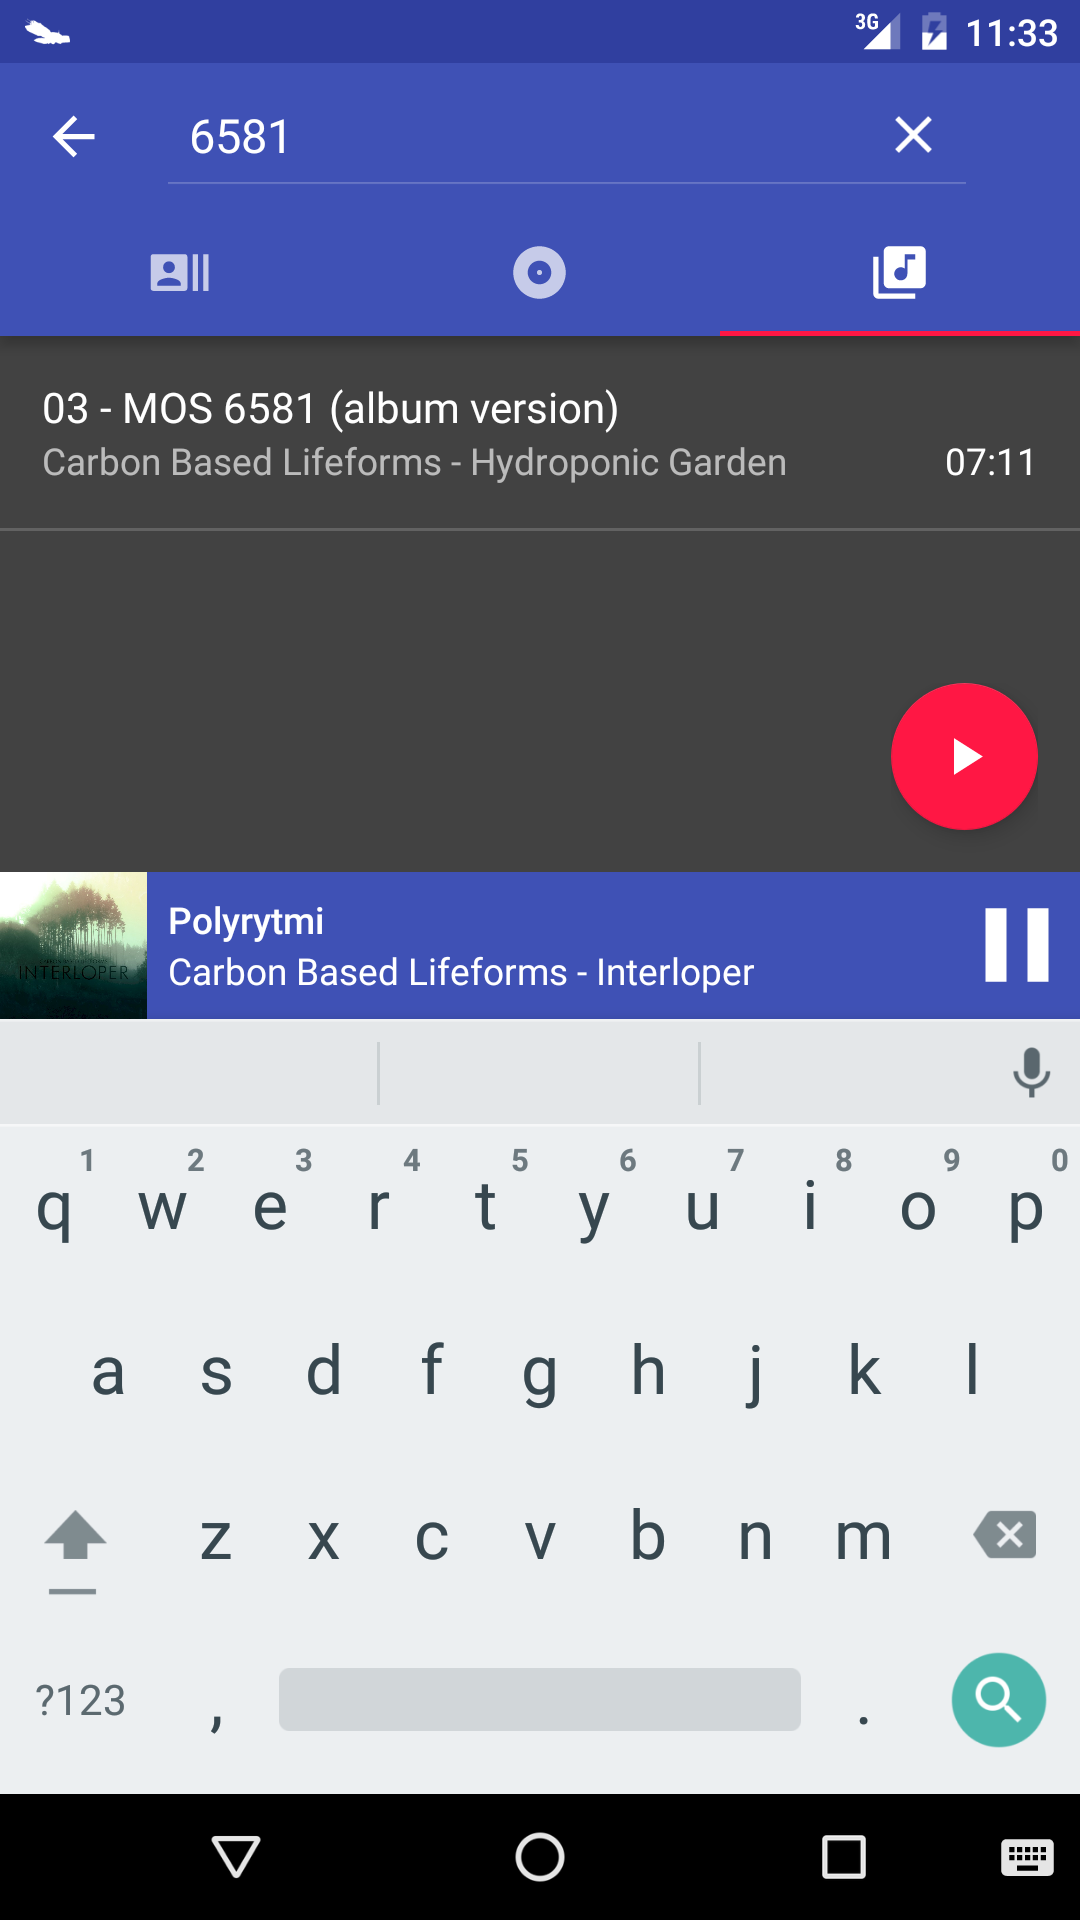 3G 11:33
6581
03 - MOS 6581 (album version)
Carbon Based Lifeforms - Hydroponic Garden 07:11
INTERLOPER
Polyrytmi
Carbon Based Lifeforms - Interloper
1 2 3 4 5 6 7 8 9 0
q w e r t y u i o p
a s d f g h j k l
z x c v b n m
?123 , .